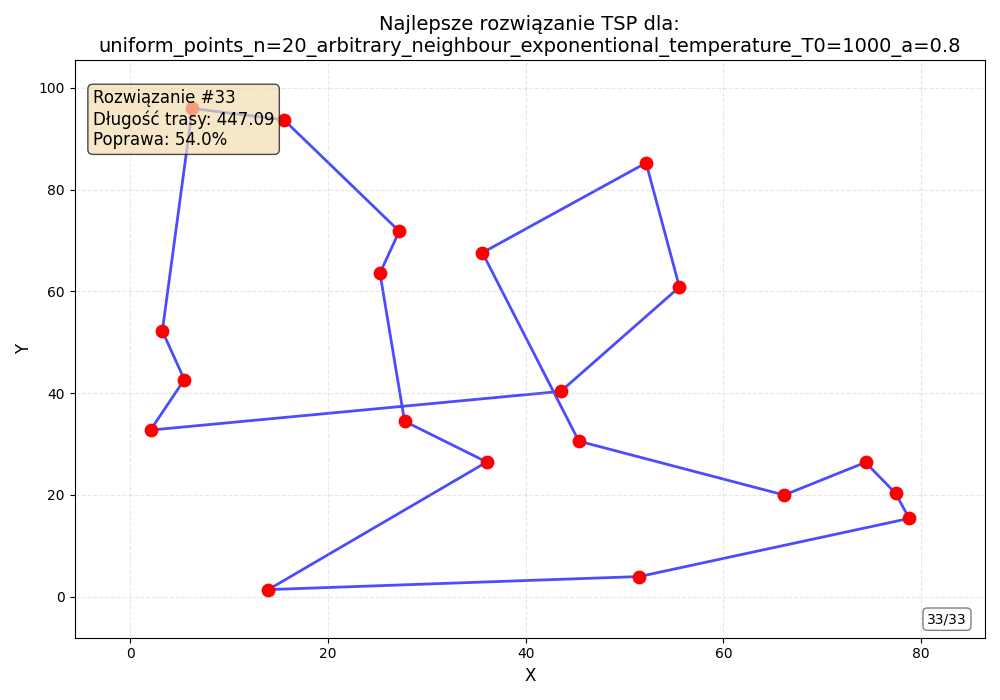 Najlepsze rozwiązanie TSP dla:
uniform_points_n=20_arbitrary_neighbour_exponentional_temperature_T0=1000_a=0.8
Rozwiązanie #33
Długość trasy: 447.09
Poprawa: 54.0%
100
80
60
40
20
0
Y
33/33
0
20
40
60
80
X